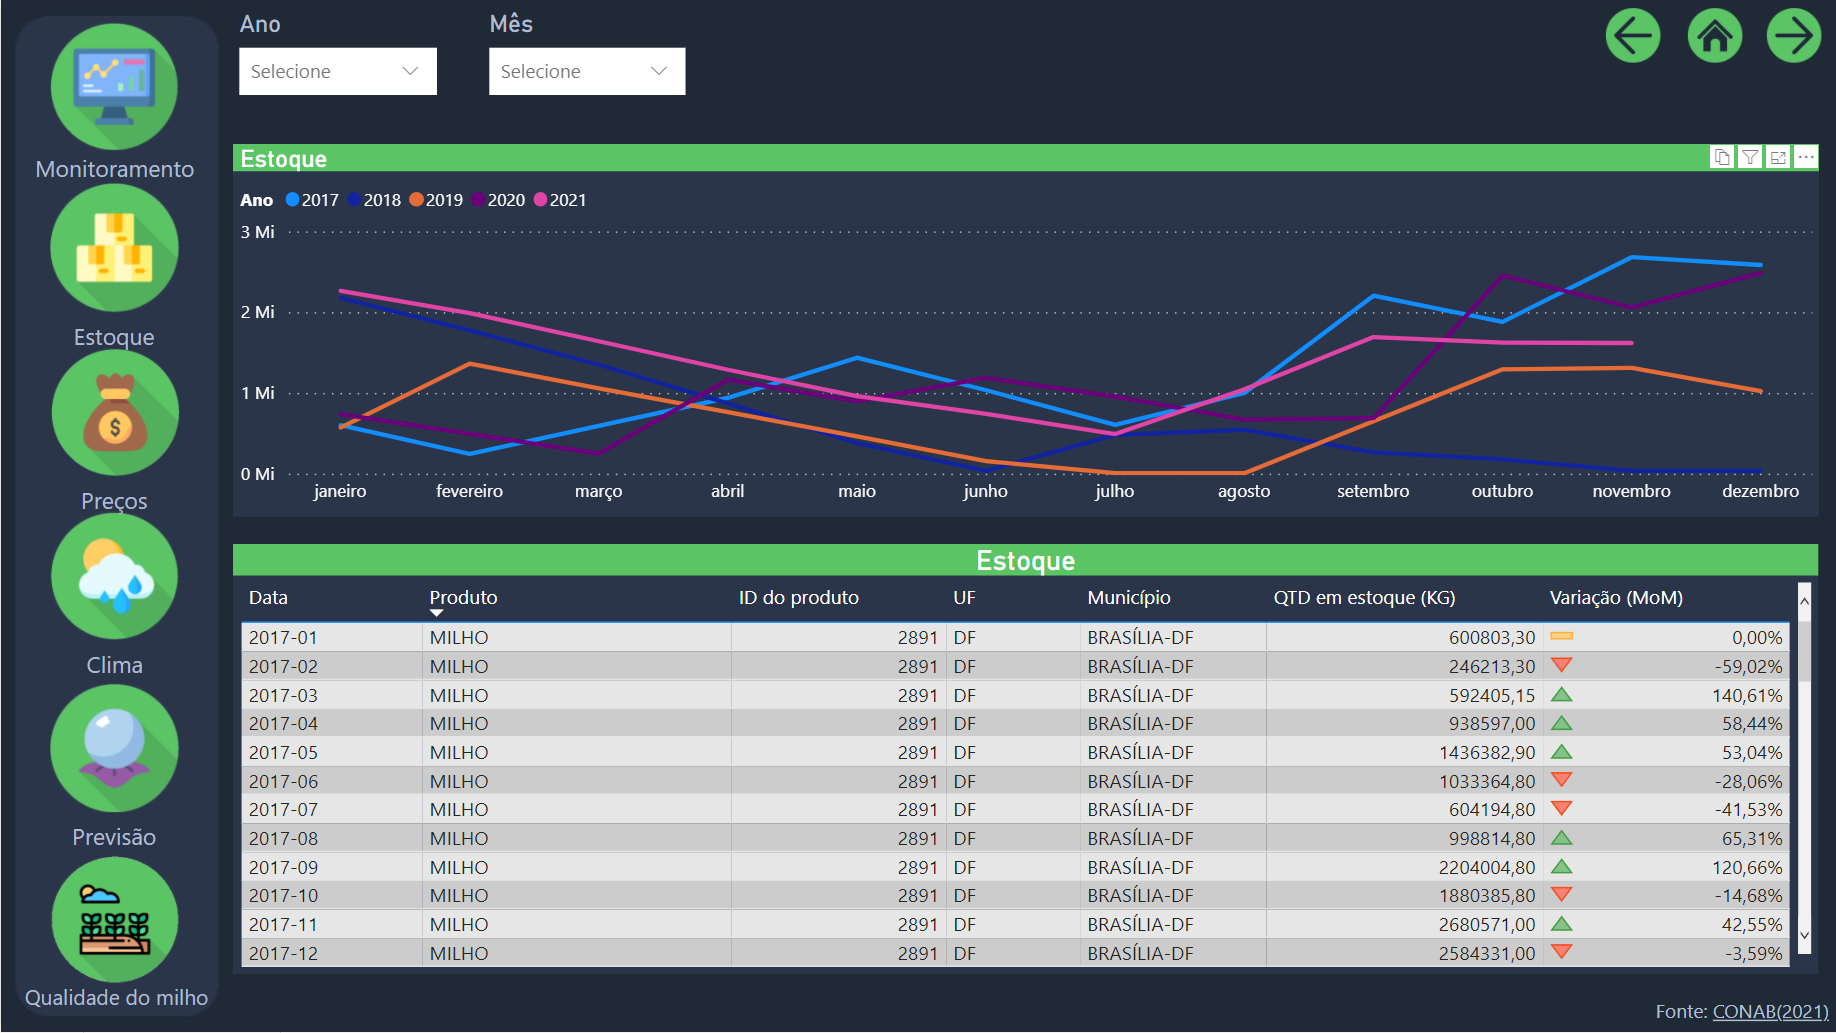 Ano
Mês
Selecione
Selecione
Monitoramento
Estoque
Preços
Clima
Previsão
Qualidade do milho
Estoque
Ano 2017 2018 2019 2020 2021
3 Mi
2 Mi
1 Mi
0 Mi
janeiro fevereiro março abril maio junho julho agosto setembro outubro novembro dezembro
Estoque
Data Produto ID do produto UF Município QTD em estoque (KG) Variação (MoM)
2017-01 MILHO 2891 DF BRASÍLIA-DF 600803,30 0,00%
2017-02 MILHO 2891 DF BRASÍLIA-DF 246213,30 -59,02%
2017-03 MILHO 2891 DF BRASÍLIA-DF 592405,15 140,61%
2017-04 MILHO 2891 DF BRASÍLIA-DF 938597,00 58,44%
2017-05 MILHO 2891 DF BRASÍLIA-DF 1436382,90 53,04%
2017-06 MILHO 2891 DF BRASÍLIA-DF 1033364,80 -28,06%
2017-07 MILHO 2891 DF BRASÍLIA-DF 604194,80 -41,53%
2017-08 MILHO 2891 DF BRASÍLIA-DF 998814,80 65,31%
2017-09 MILHO 2891 DF BRASÍLIA-DF 2204004,80 120,66%
2017-10 MILHO 2891 DF BRASÍLIA-DF 1880385,80 -14,68%
2017-11 MILHO 2891 DF BRASÍLIA-DF 2680571,00 42,55%
2017-12 MILHO 2891 DF BRASÍLIA-DF 2584331,00 -3,59%
Fonte: CONAB(2021)